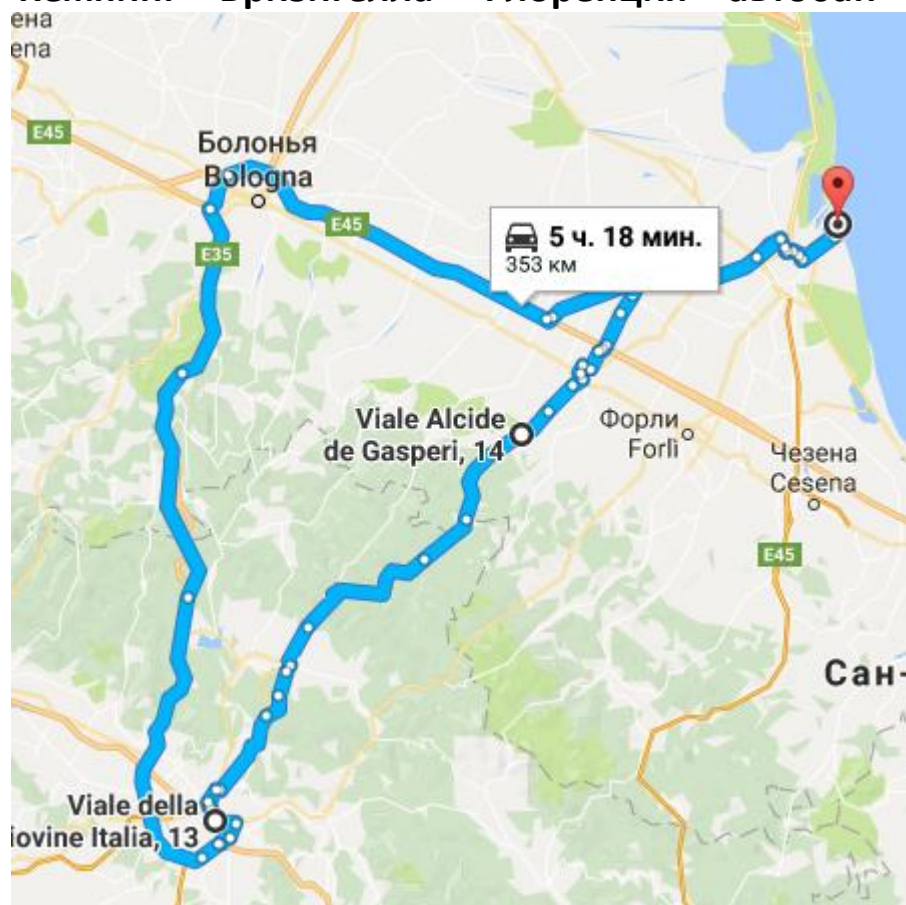 ена
ena
E45
Болонья
Bologna
E45
E35
5 ч. 18 мин.
353 км
Viale Alcide
de Gasperi, 14
Форли
Forlì
Чезена
Cesena
E45
Сан-
Viale della
iovine Italia, 13